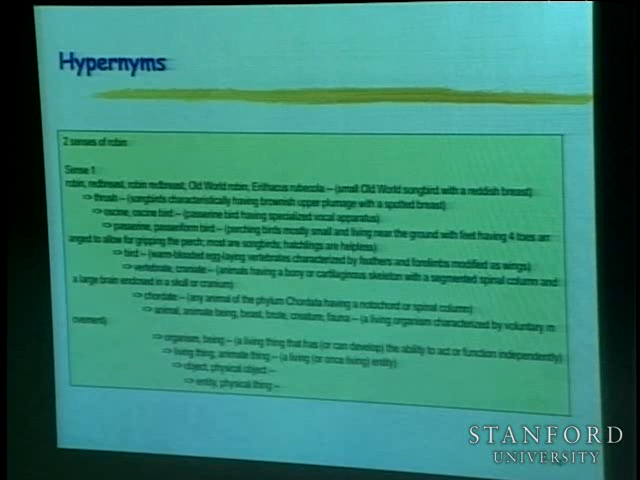 Hypernyms
2 senses of robin
Sense 1
robin, redbreast, robin redbreast, Old World robin, Erithacus rubecola -- (small Old World songbird with a reddish breast)
=> thrush -- (songbirds characteristically having brownish upper plumage with a spotted breast)
=> oscine, oscine bird -- (passerine bird having specialized vocal apparatus)
=> passerine, passeriform bird -- (perching birds mostly small and living near the ground with feet having 4 toes arr
anged to allow for gripping the perch; most are songbirds; hatchlings are helpless)
=> bird -- (warm-blooded egg-laying vertebrates characterized by feathers and forelimbs modified as wings)
=> vertebrate, craniate -- (animals having a bony or cartilaginous skeleton with a segmented spinal column and
a large brain enclosed in a skull or cranium)
=> chordate -- (any animal of the phylum Chordata having a notochord or spinal column)
=> animal, animate being, beast, brute, creature, fauna -- (a living organism characterized by voluntary m
ovement)
=> organism, being -- (a living thing that has (or can develop) the ability to act or function independently)
=> living thing, animate thing -- (a living (or once living) entity)
=> object, physical object --
=> entity, physical thing --
STANFORD
UNIVERSITY